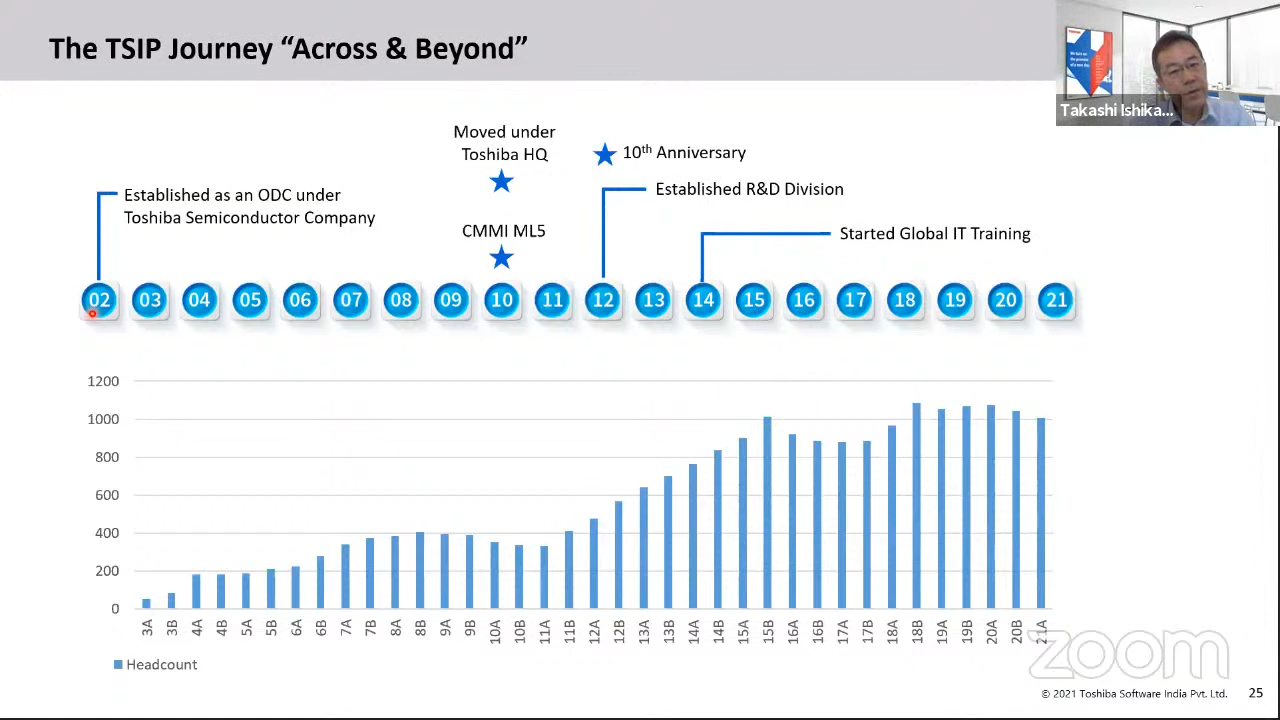 The TSIP Journey “Across & Beyond”
Takashi Ishika...
Moved under
Toshiba HQ
10th Anniversary
Established as an ODC under
Toshiba Semiconductor Company
Established R&D Division
CMMI ML5
Started Global IT Training
02 03 04 05 06 07 08 09 10 11 12 13 14 15 16 17 18 19 20 21
1200
1000
800
600
400
200
0
3A 3B 4A 4B 5A 5B 6A 6B 7A 7B 8A 8B 9A 9B 10A 10B 11A 11B 12A 12B 13A 13B 14A 14B 15A 15B 16A 16B 17A 17B 18A 18B 19A 19B 20A 20B 21A
Headcount
zoom
© 2021 Toshiba Software India Pvt. Ltd. 25